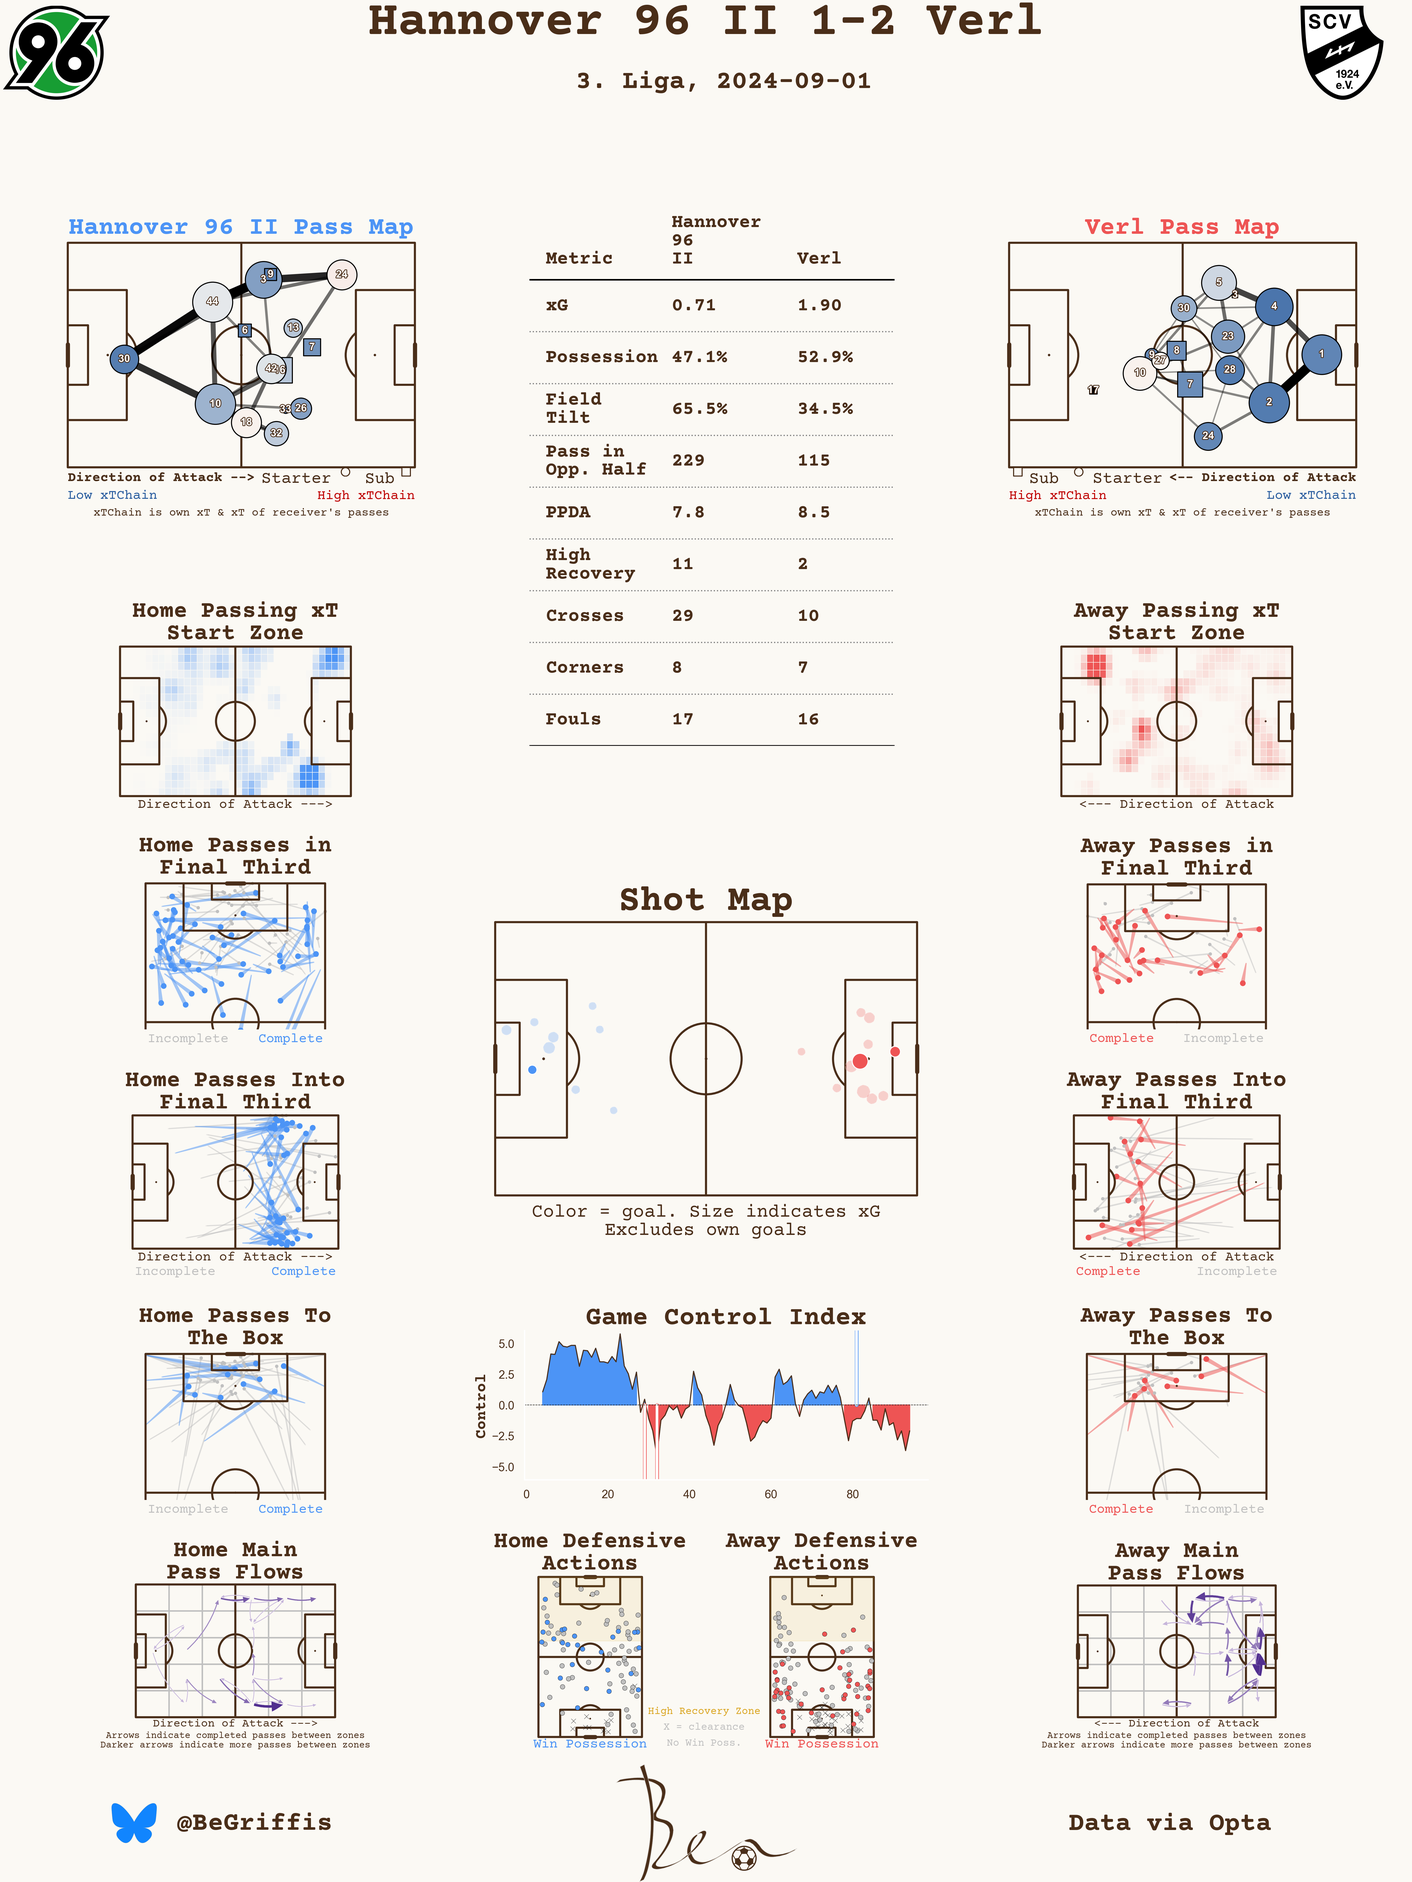 Hannover 96 II 1-2 Verl
3. Liga, 2024-09-01
96
SCV
1924
e.V.
Hannover 96 II Pass Map
9
3
24
44
6
13
7
30
42
10
33
26
18
32
Direction of Attack --> Starter Sub
Low xTChain High xTChain
xTChain is own xT & xT of receiver's passes
Hannover
96
Metric II Verl
xG 0.71 1.90
Possession 47.1% 52.9%
Field
Tilt 65.5% 34.5%
Pass in
Opp. Half 229 115
PPDA 7.8 8.5
High
Recovery 11 2
Crosses 29 10
Corners 8 7
Fouls 17 16
Verl Pass Map
5
3
30
4
23
8
9
27
1
10
28
7
17
2
24
Sub Starter <-- Direction of Attack
High xTChain Low xTChain
xTChain is own xT & xT of receiver's passes
Home Passing xT
Start Zone
Direction of Attack --->
Away Passing xT
Start Zone
<--- Direction of Attack
Home Passes in
Final Third
Incomplete Complete
Away Passes in
Final Third
Complete Incomplete
Shot Map
Color = goal. Size indicates xG
Excludes own goals
Home Passes Into
Final Third
Direction of Attack --->
Incomplete Complete
Away Passes Into
Final Third
<--- Direction of Attack
Complete Incomplete
Home Passes To
The Box
Incomplete Complete
Game Control Index
Control
5.0
2.5
0.0
−2.5
−5.0
0 20 40 60 80
Away Passes To
The Box
Complete Incomplete
Home Main
Pass Flows
Direction of Attack --->
Arrows indicate completed passes between zones
Darker arrows indicate more passes between zones
Home Defensive
Actions
Win Possession
Away Defensive
Actions
Win Possession
High Recovery Zone
X = clearance
No Win Poss.
Away Main
Pass Flows
<--- Direction of Attack
Arrows indicate completed passes between zones
Darker arrows indicate more passes between zones
@BeGriffis
Ben
Data via Opta